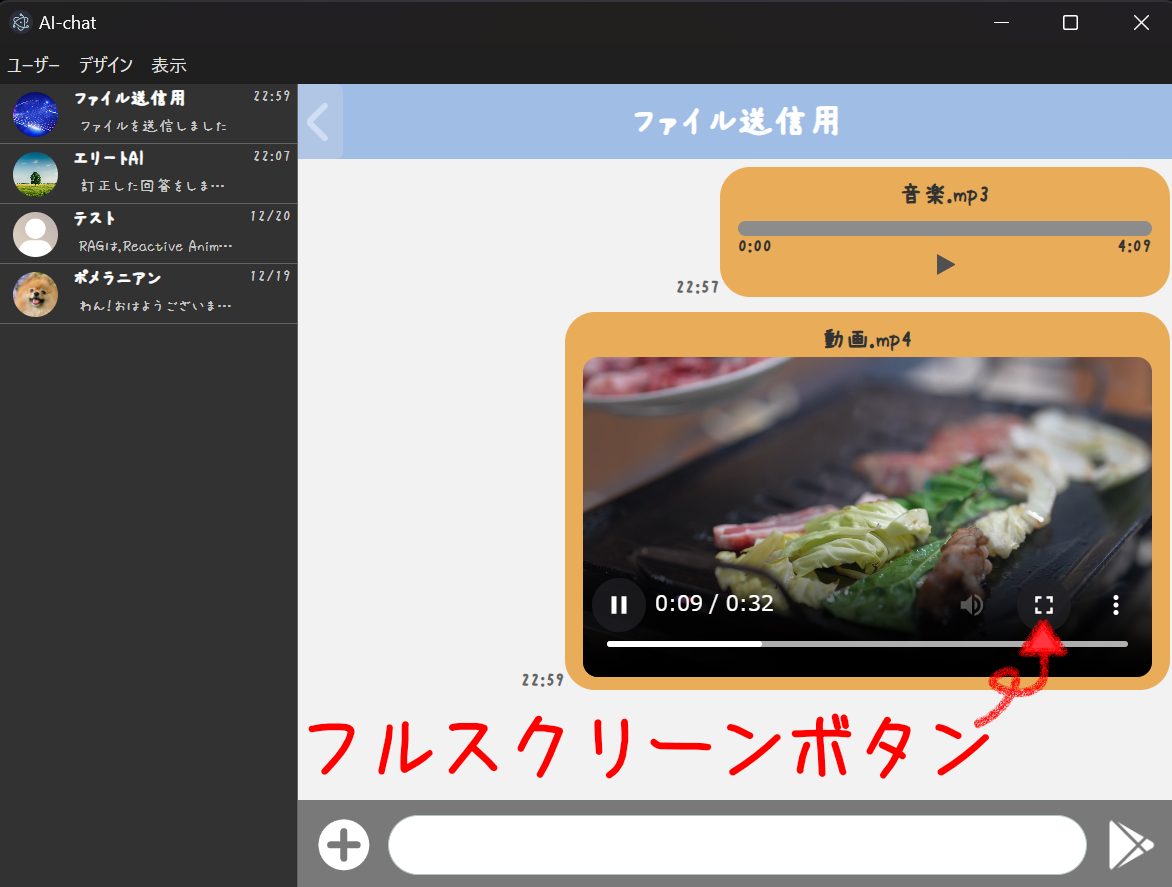 AI-chat
ユーザー デザイン 表示
ファイル送信用 22:59
ファイルを送信しました
エリートAI 22:07
訂正した回答をしま…
テスト 12/20
RAGは,Reactive Anim…
ポメラニアン 12/19
わん!おはようございま…
ファイル送信用
音楽.mp3
0:00 4:09
22:57
動画.mp4
0:09 / 0:32
22:59
フルスクリーンボタン